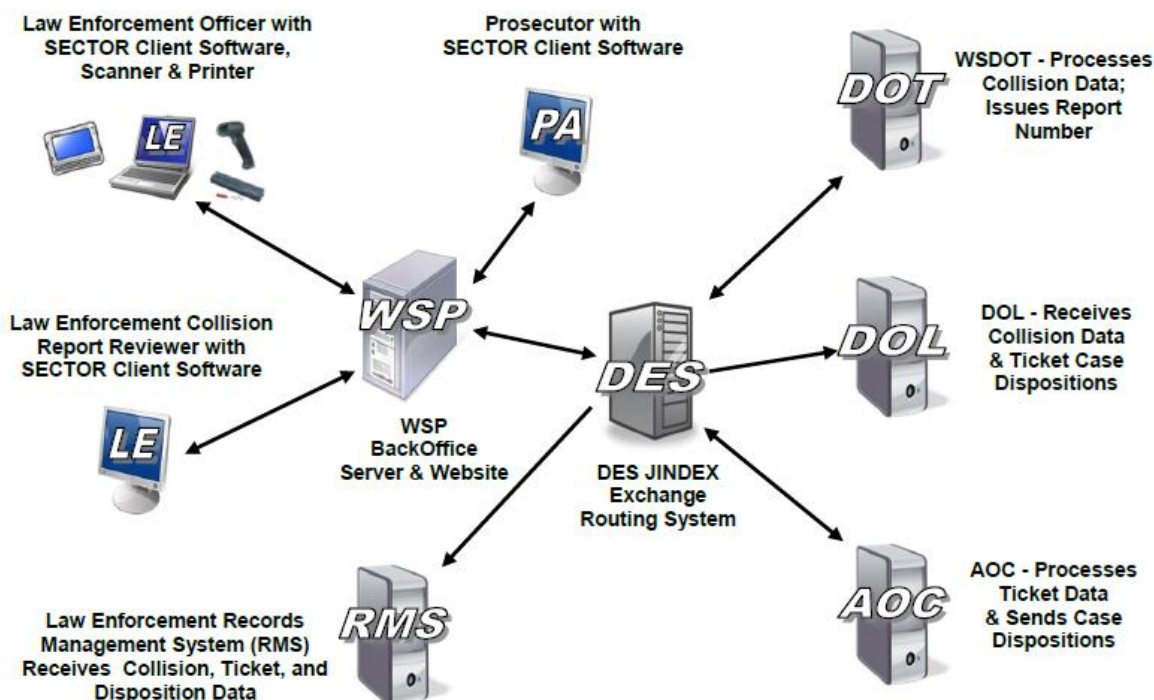 Law Enforcement Officer with
SECTOR Client Software,
Scanner & Printer
LE
Prosecutor with
SECTOR Client Software
PA
DOT
WSDOT - Processes
Collision Data;
Issues Report
Number
Law Enforcement Collision
Report Reviewer with
SECTOR Client Software
LE
WSP
WSP
BackOffice
Server & Website
DES
DES JINDEX
Exchange
Routing System
DOL
DOL - Receives
Collision Data
& Ticket Case
Dispositions
Law Enforcement Records
Management System (RMS)
Receives Collision, Ticket, and
Disposition Data
RMS
AOC
AOC - Processes
Ticket Data
& Sends Case
Dispositions